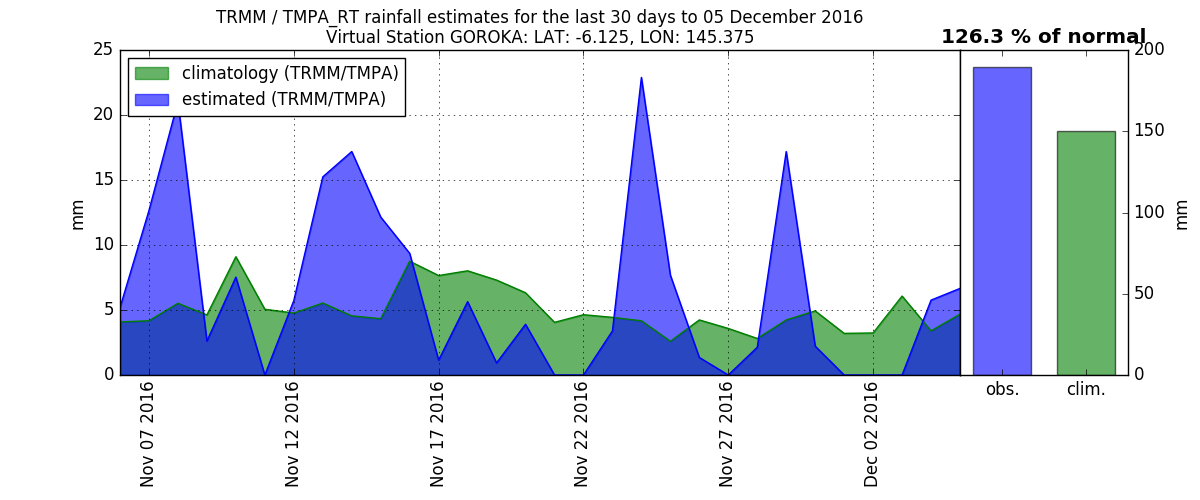 TRMM / TMPA_RT rainfall estimates for the last 30 days to 05 December 2016
Virtual Station GOROKA: LAT: -6.125, LON: 145.375
126.3 % of normal
climatology (TRMM/TMPA)
estimated (TRMM/TMPA)
25
20
15
10
5
0
mm
Nov 07 2016
Nov 12 2016
Nov 17 2016
Nov 22 2016
Nov 27 2016
Dec 02 2016
obs.
clim.
200
150
100
50
0
mm